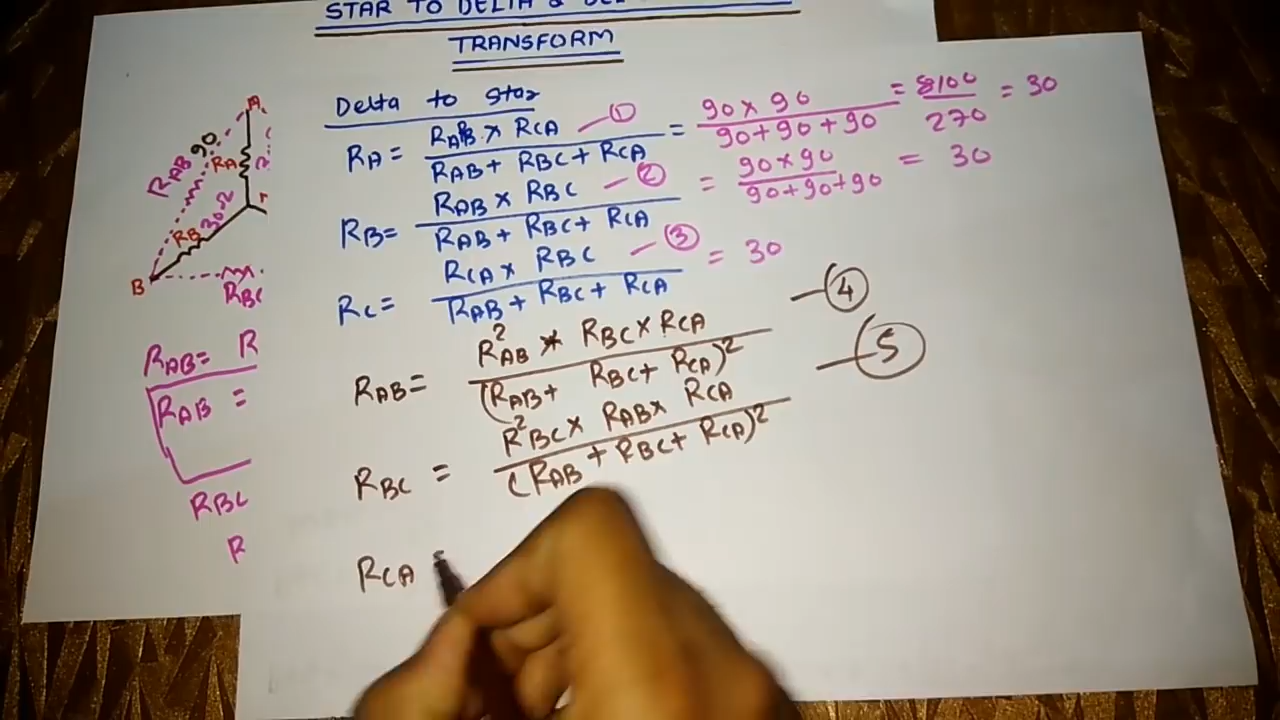 STAR TO DELTA &
TRANSFORM
Delta to Star
RA = RAB × RCA / RAB + RBC + RCA — 1 = 90 × 90 / 90 + 90 + 90 = 8100 / 270 = 30
RB = RAB × RBC / RAB + RBC + RCA — 2 = 90 × 90 / 90 + 90 + 90 = 30
RC = RCA × RBC / RAB + RBC + RCA — 3 = 30
RAB = R²AB × RBC × RCA / (RAB + RBC + RCA)² — 4
RBC = R²BC × RAB × RCA / (RAB + RBC + RCA)² — 5
RCA
A
RAB 90
RA
RB 30Ω
B
RBC
RAB = R
RAB =
RBC
R